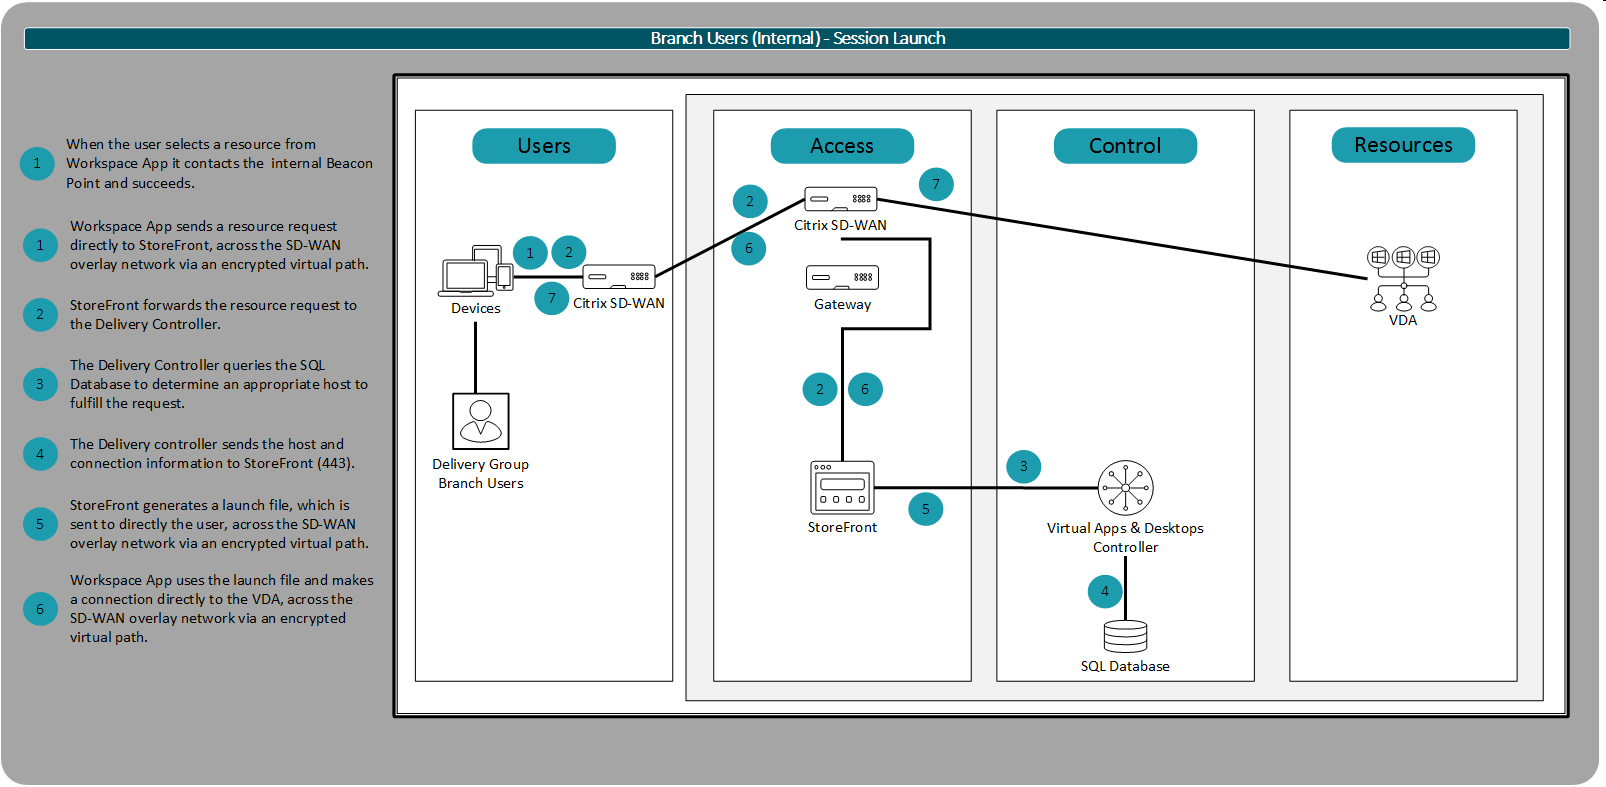 Branch Users (Internal) - Session Launch
1
When the user selects a resource from
Workspace App it contacts the internal Beacon
Point and succeeds.
1
Workspace App sends a resource request
directly to StoreFront, across the SD-WAN
overlay network via an encrypted virtual path.
2
StoreFront forwards the resource request to
the Delivery Controller.
3
The Delivery Controller queries the SQL
Database to determine an appropriate host to
fulfill the request.
4
The Delivery controller sends the host and
connection information to StoreFront (443).
5
StoreFront generates a launch file, which is
sent to directly the user, across the SD-WAN
overlay network via an encrypted virtual path.
6
Workspace App uses the launch file and makes
a connection directly to the VDA, across the
SD-WAN overlay network via an encrypted
virtual path.
Users
1
2
7
Citrix SD-WAN
Devices
Delivery Group
Branch Users
Access
2
6
7
Citrix SD-WAN
Gateway
2
6
StoreFront
5
Control
3
Virtual Apps & Desktops
Controller
4
SQL Database
Resources
VDA